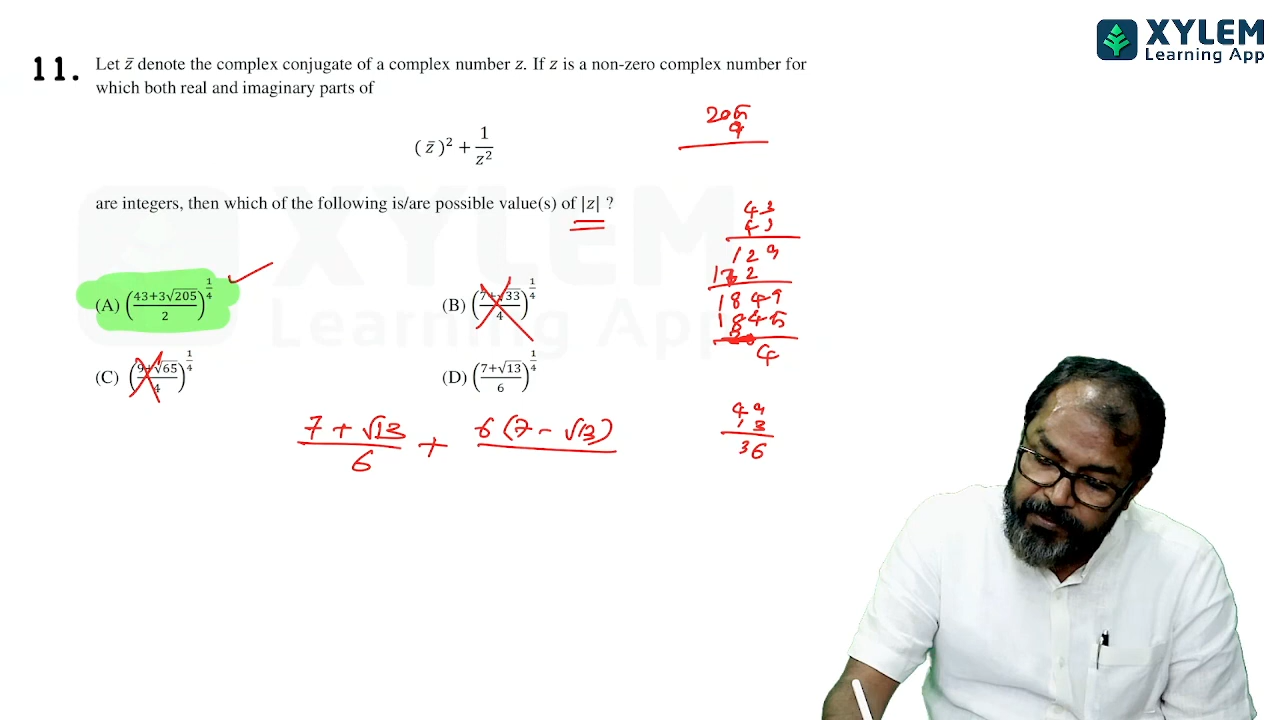 XYLEM
Learning App
11. Let z̄ denote the complex conjugate of a complex number z. If z is a non-zero complex number for
which both real and imaginary parts of
(z̄)² + 1/z²
are integers, then which of the following is/are possible value(s) of |z| ?
(A) ((43+3√205)/2)^(1/4)
(B) ((7+√33)/4)^(1/4)
(C) ((9+√65)/4)^(1/4)
(D) ((7+√13)/6)^(1/4)
7 + √13 / 6 + 6(7 - √13)
205
9
43
43
129
172
1849
1845
4
49
13
36
XYLEM
Learning App